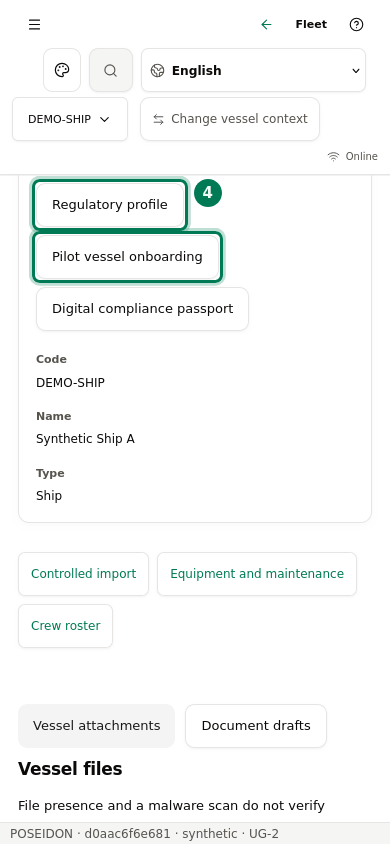 Fleet
English
DEMO-SHIP
Change vessel context
Online
Regulatory profile
4
Pilot vessel onboarding
Digital compliance passport
Code
DEMO-SHIP
Name
Synthetic Ship A
Type
Ship
Controlled import
Equipment and maintenance
Crew roster
Vessel attachments
Document drafts
Vessel files
File presence and a malware scan do not verify
POSEIDON · d0aac6f6e681 · synthetic · UG-2